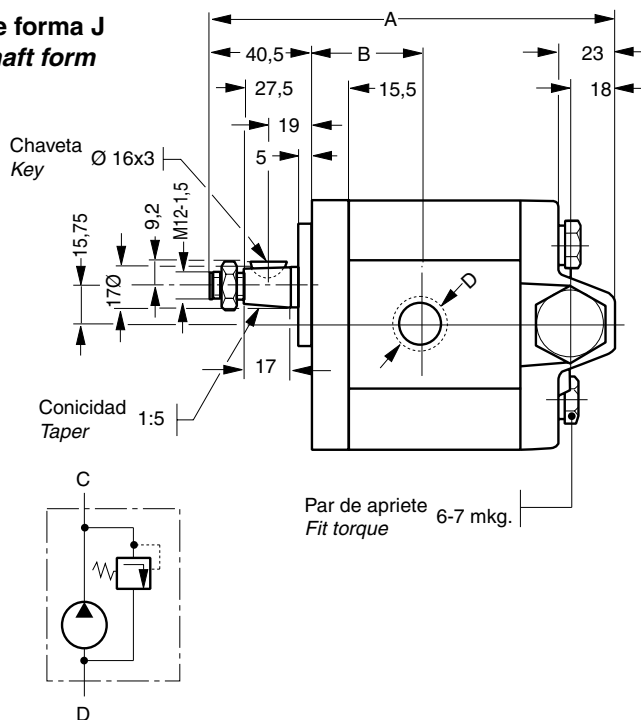 e forma J
haft form
A
40,5
B
23
27,5
15,5
18
19
5
Chaveta
Key
Ø 16x3
9,2
M12-1,5
15,75
17Ø
D
17
Conicidad
Taper
1:5
Par de apriete
Fit torque
6-7 mkg.
C
D